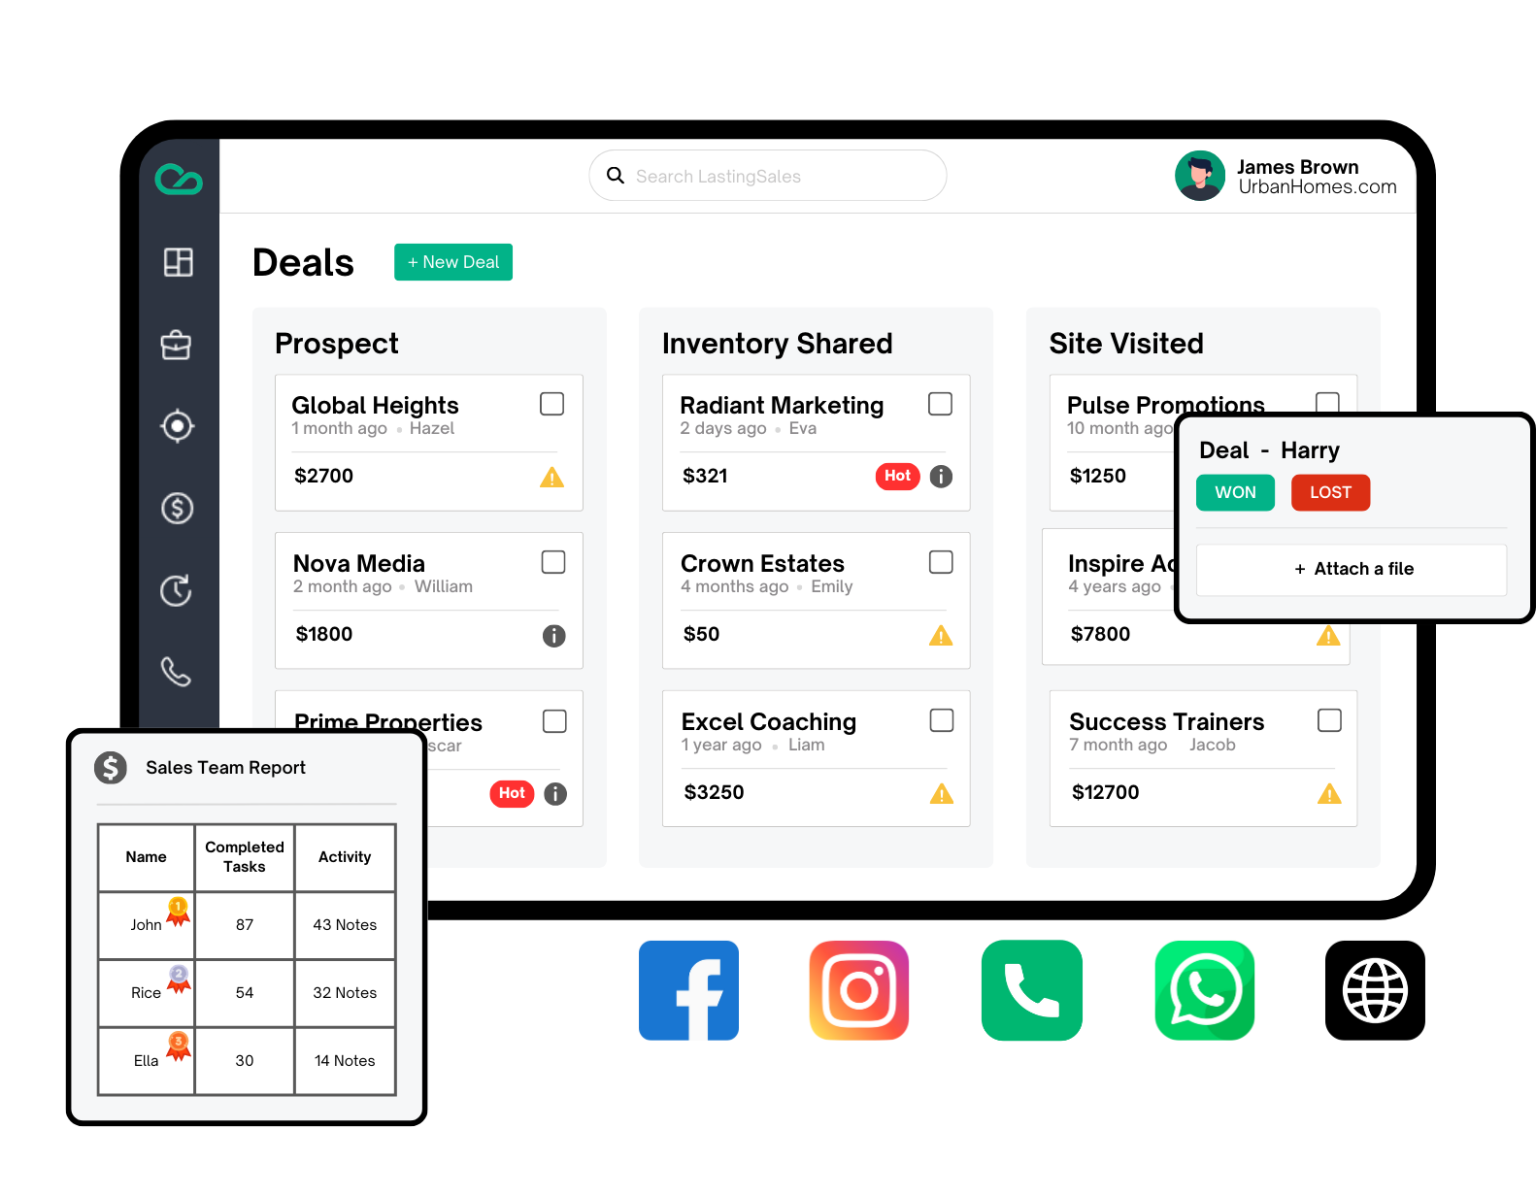 Search LastingSales
James Brown
UrbanHomes.com
Deals
+ New Deal
Prospect
Global Heights
1 month ago • Hazel
$2700
Nova Media
2 month ago • William
$1800
Prime Properties
Hot
Inventory Shared
Radiant Marketing
2 days ago • Eva
$321
Hot
Crown Estates
4 months ago • Emily
$50
Excel Coaching
1 year ago • Liam
$3250
Site Visited
Pulse Promotions
10 month ago
$1250
Inspire
4 years ago
$7800
Success Trainers
7 month ago Jacob
$12700
Deal - Harry
WON
LOST
+ Attach a file
Sales Team Report
Name
Completed
Tasks
Activity
John
1
87
43 Notes
Rice
2
54
32 Notes
Ella
3
30
14 Notes